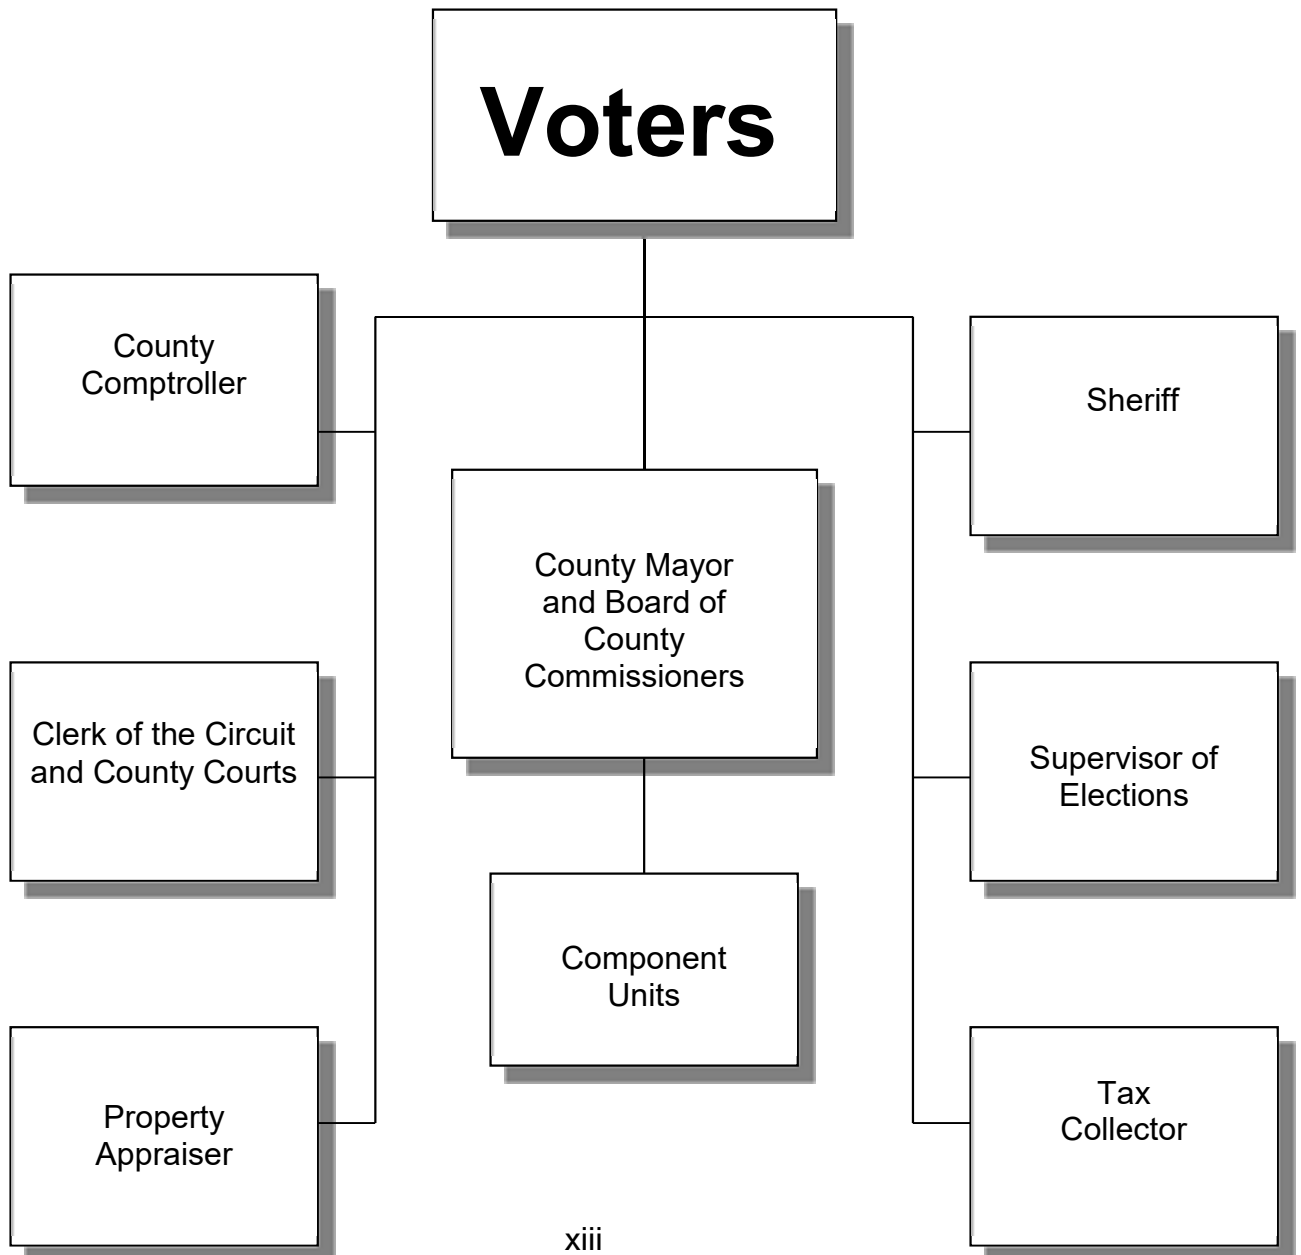 Voters
County
Comptroller
Sheriff
County Mayor
and Board of
County
Commissioners
Clerk of the Circuit
and County Courts
Supervisor of
Elections
Component
Units
Property
Appraiser
Tax
Collector
xiii